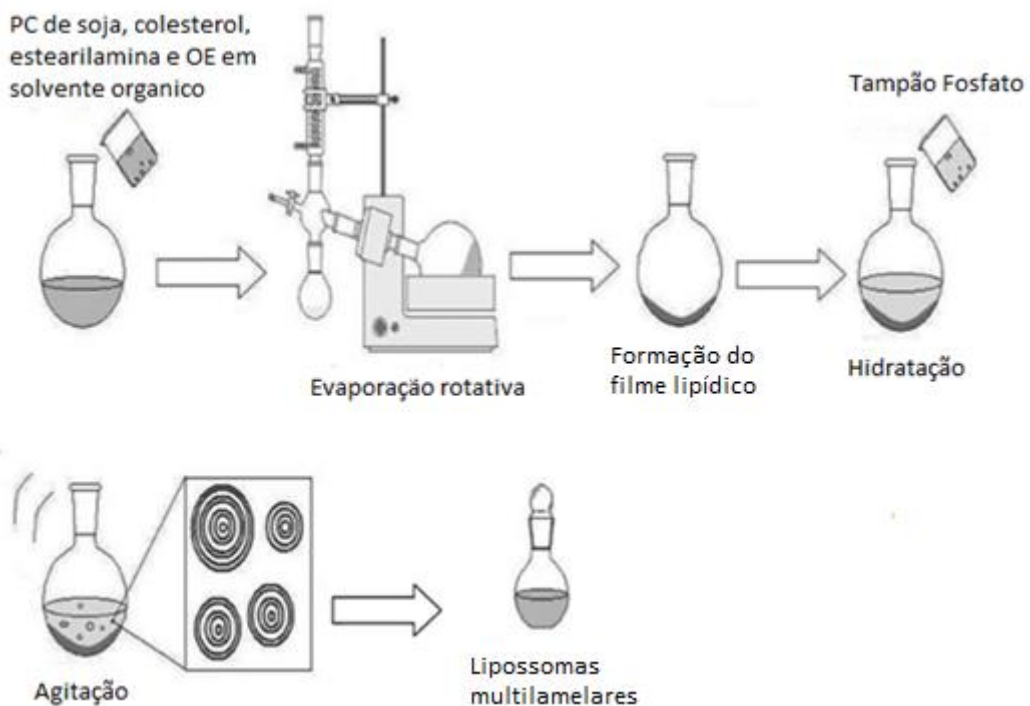 PC de soja, colesterol,
estearilamina e OE em
solvente organico
Tampão Fosfato
Evaporação rotativa
Formação do
filme lipídico
Hidratação
Agitação
Lipossomas
multilamelares